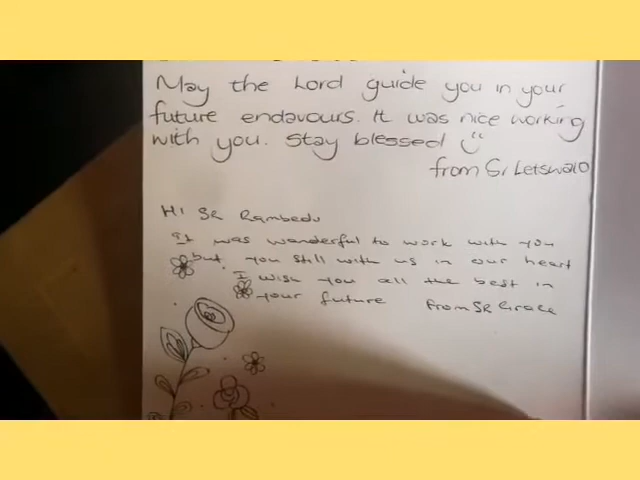 May the Lord guide you in your
future endavours. It was nice working
with you. Stay blessed
from Sr Letswalo
Hi SR Rambedu
It was wanderful to work with you
but you still with us in our heart
I wish you all the best in
your future from SR Grace